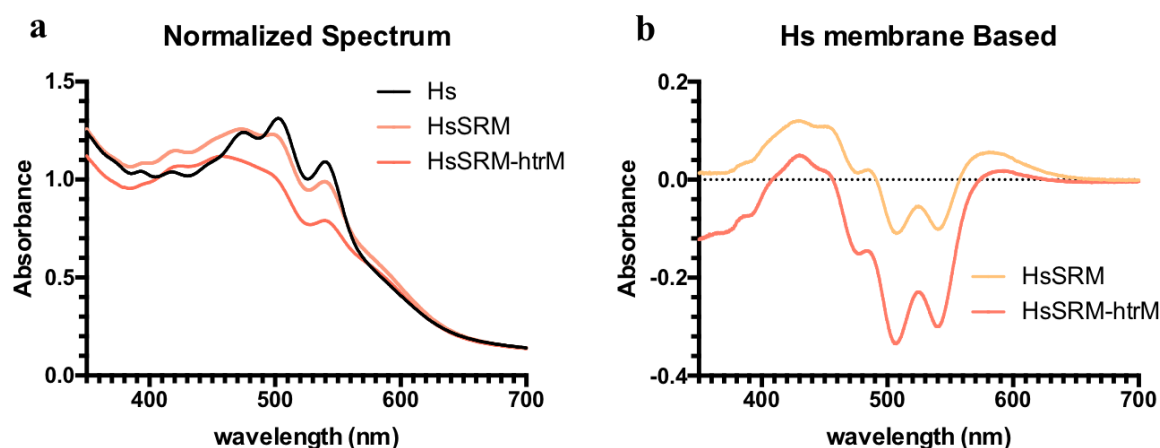 a
Normalized Spectrum
1.5
1.0
0.5
0.0
Absorbance
400
500
600
700
wavelength (nm)
Hs
HsSRM
HsSRM-htrM
b
Hs membrane Based
0.2
0.0
-0.2
-0.4
Absorbance
400
500
600
700
wavelength (nm)
HsSRM
HsSRM-htrM